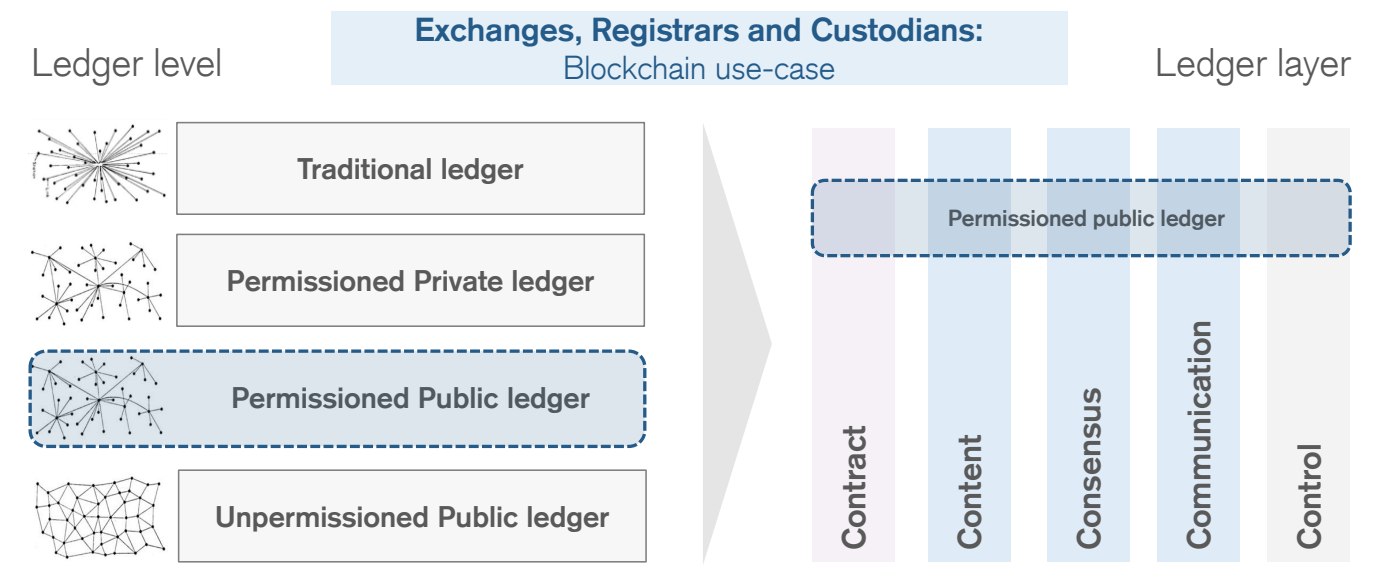 Exchanges, Registrars and Custodians:
Blockchain use-case
Ledger level
Ledger layer
Traditional ledger
Permissioned Private ledger
Permissioned Public ledger
Unpermissioned Public ledger
Permissioned public ledger
Contract
Content
Consensus
Communication
Control